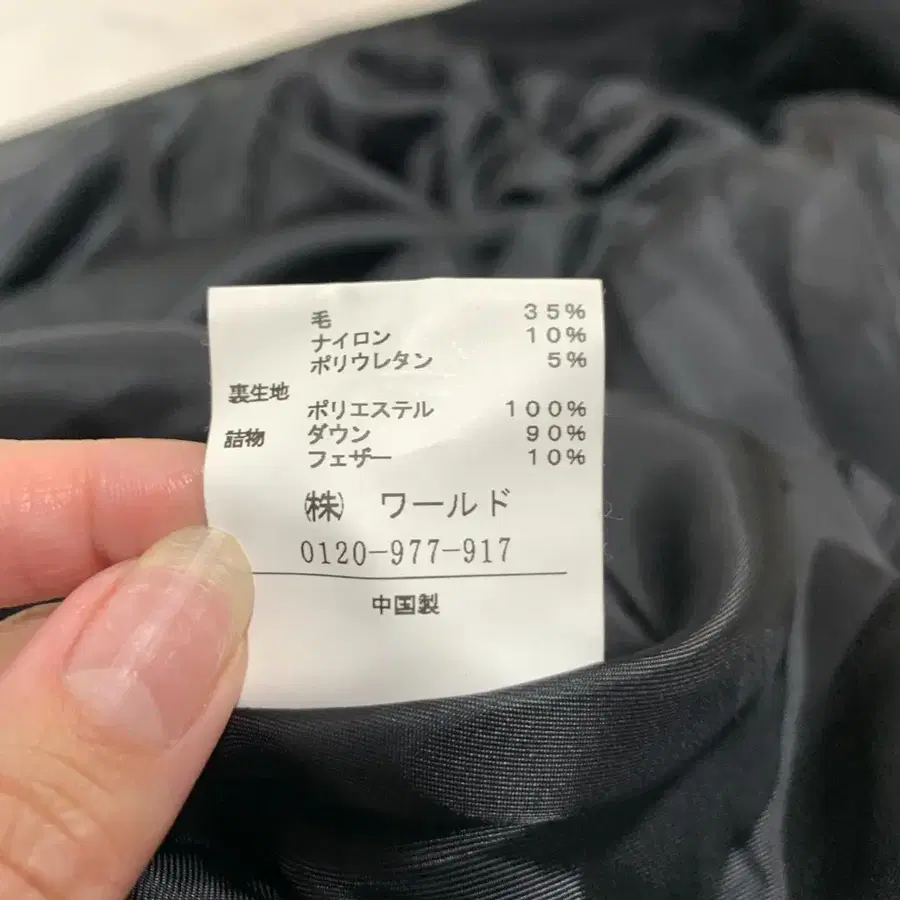 毛 35%
ナイロン 10%
ポリウレタン 5%
裏生地
ポリエステル 100%
詰物 ダウン 90%
フェザー 10%
㈱ ワールド
0120-977-917
中国製